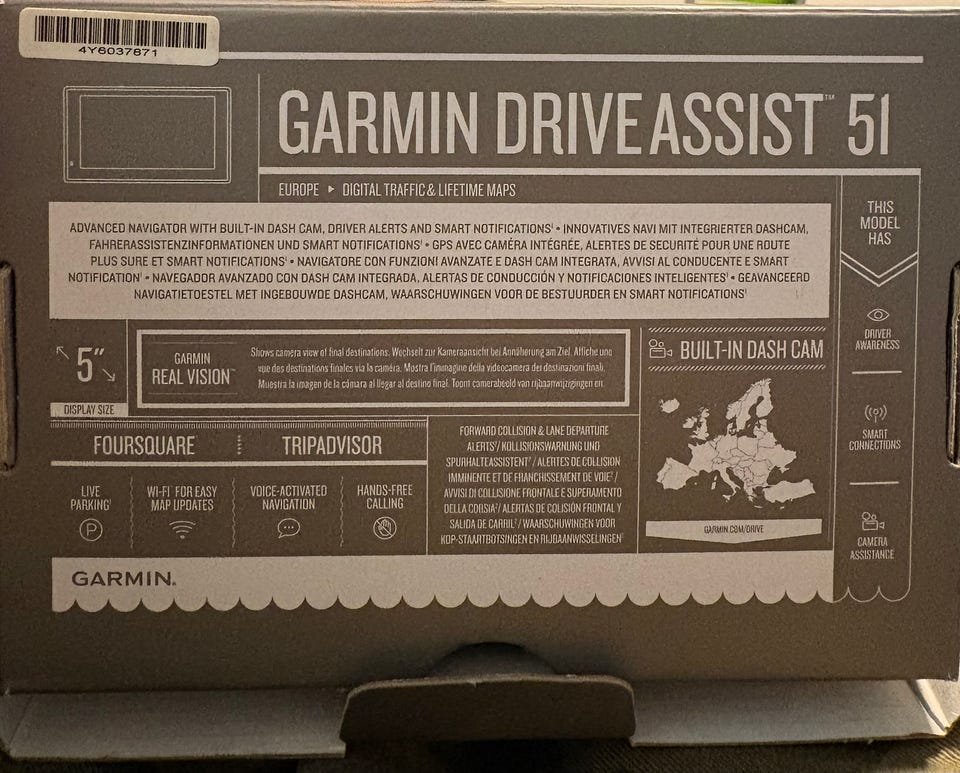 4Y6037871
GARMIN DRIVEASSIST™ 51
EUROPE ▸ DIGITAL TRAFFIC & LIFETIME MAPS
ADVANCED NAVIGATOR WITH BUILT-IN DASH CAM, DRIVER ALERTS AND SMART NOTIFICATIONS¹ • INNOVATIVES NAVI MIT INTEGRIERTER DASHCAM,
FAHRERASSISTENZINFORMATIONEN UND SMART NOTIFICATIONS¹ • GPS AVEC CAMÉRA INTÉGRÉE, ALERTES DE SECURITÉ POUR UNE ROUTE
PLUS SURE ET SMART NOTIFICATIONS¹ • NAVIGATORE CON FUNZIONI AVANZATE E DASH CAM INTEGRATA, AVVISI AL CONDUCENTE E SMART
NOTIFICATION¹ • NAVEGADOR AVANZADO CON DASH CAM INTEGRADA, ALERTAS DE CONDUCCIÓN Y NOTIFICACIONES INTELIGENTES¹ • GEAVANCEERD
NAVIGATIETOESTEL MET INGEBOUWDE DASHCAM, WAARSCHUWINGEN VOOR DE BESTUURDER EN SMART NOTIFICATIONS¹
THIS
MODEL
HAS
DRIVER
AWARENESS
SMART
CONNECTIONS
CAMERA
ASSISTANCE
5"
DISPLAY SIZE
GARMIN
REAL VISION™
Shows camera view of final destinations. Wechselt zur Kameraansicht bei Annäherung am Ziel. Affiche une
vue des destinations finales via la caméra. Mostra l'immagine della videocamera dei destinazioni finali.
Muestra la imagen de la cámara al llegar al destino final. Toont camerabeeld van rijbaanwijzigingen en.
BUILT-IN DASH CAM
GARMIN.COM/DRIVE
FOURSQUARE
TRIPADVISOR
LIVE
PARKING¹
WI-FI® FOR EASY
MAP UPDATES
VOICE-ACTIVATED
NAVIGATION
HANDS-FREE
CALLING
P
FORWARD COLLISION & LANE DEPARTURE
ALERTS²/ KOLLISIONSWARNUNG UND
SPURHALTEASSISTENT²/ ALERTES DE COLLISION
IMMINENTE ET DE FRANCHISSEMENT DE VOIE²/
AVVISI DI COLLISIONE FRONTALE E SUPERAMENTO
DELLA CORSIA²/ ALERTAS DE COLISIÓN FRONTAL Y
SALIDA DE CARRIL²/ WAARSCHUWINGEN VOOR
KOP-STAARTBOTSINGEN EN RIJBAANWISSELINGEN²
GARMIN®